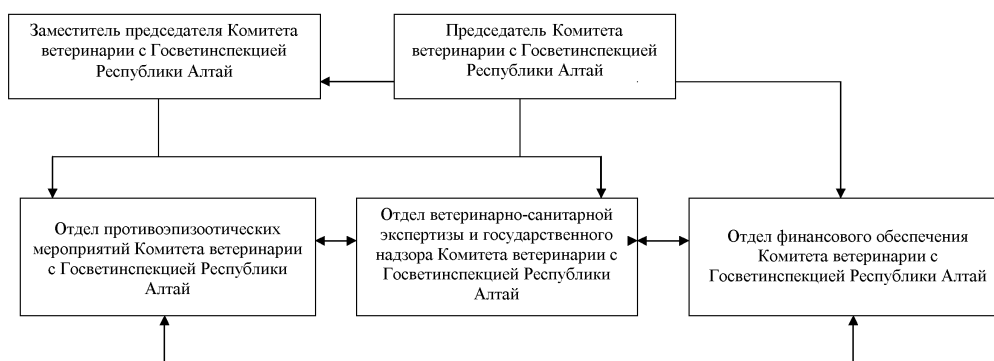 Заместитель председателя Комитета
ветеринарии с Госветинспекцией
Республики Алтай
Председатель Комитета
ветеринарии с Госветинспекцией
Республики Алтай
Отдел противоэпизоотических
мероприятий Комитета ветеринарии
с Госветинспекцией Республики
Алтай
Отдел ветеринарно-санитарной
экспертизы и государственного
надзора Комитета ветеринарии с
Госветинспекцией Республики
Алтай
Отдел финансового обеспечения
Комитета ветеринарии с
Госветинспекцией Республики Алтай